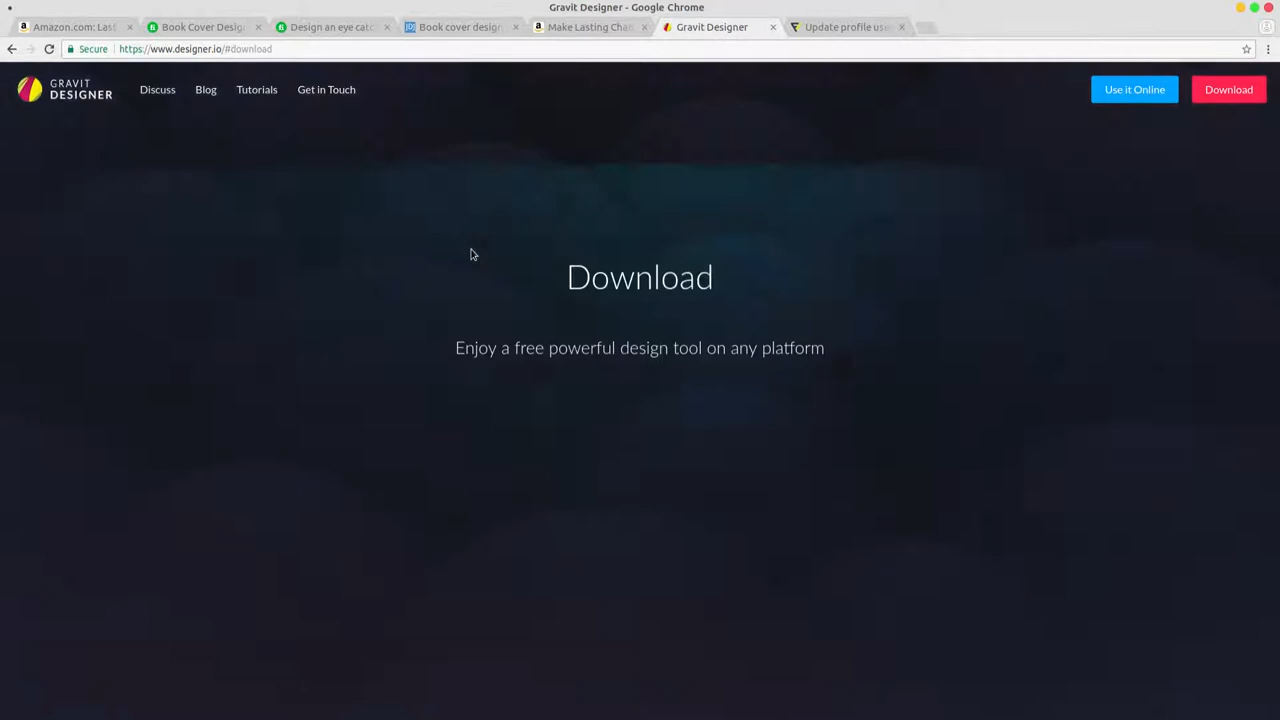 Gravit Designer - Google Chrome
Amazon.com: Last
Book Cover Desig
Design an eye catc
Book cover design
Make Lasting Cha
Gravit Designer
Update profile use
Secure https://www.designer.io/#download
GRAVIT
DESIGNER
Discuss
Blog
Tutorials
Get in Touch
Use it Online
Download
Download
Enjoy a free powerful design tool on any platform